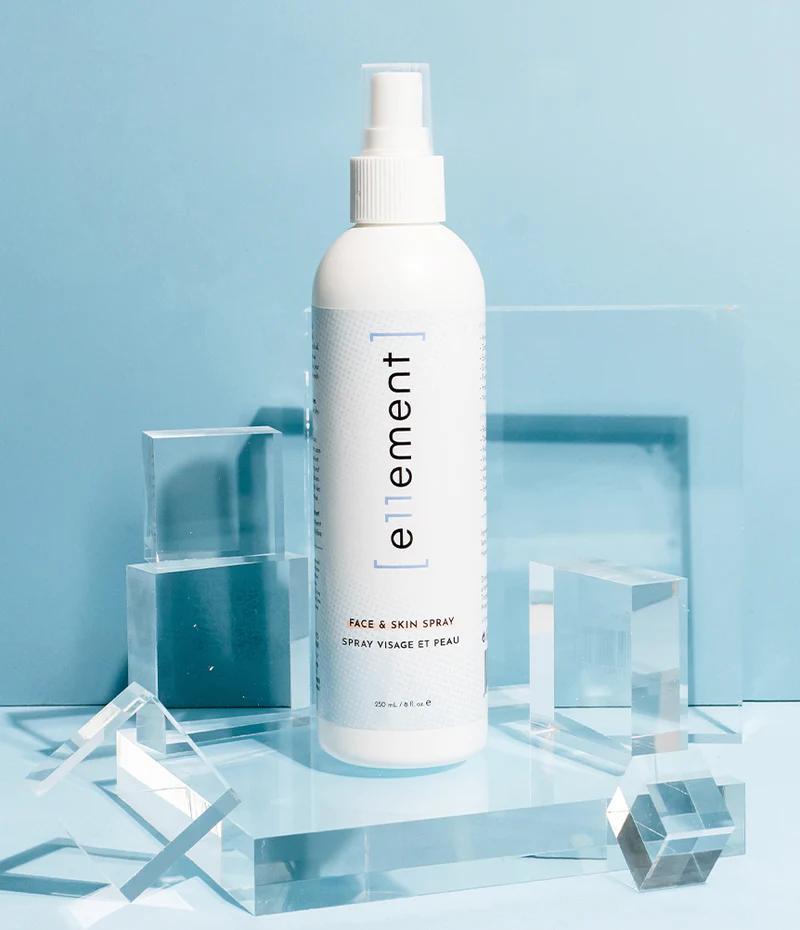 [e11ement]
FACE & SKIN SPRAY
SPRAY VISAGE ET PEAU
250 mL / 8 fl. oz. e